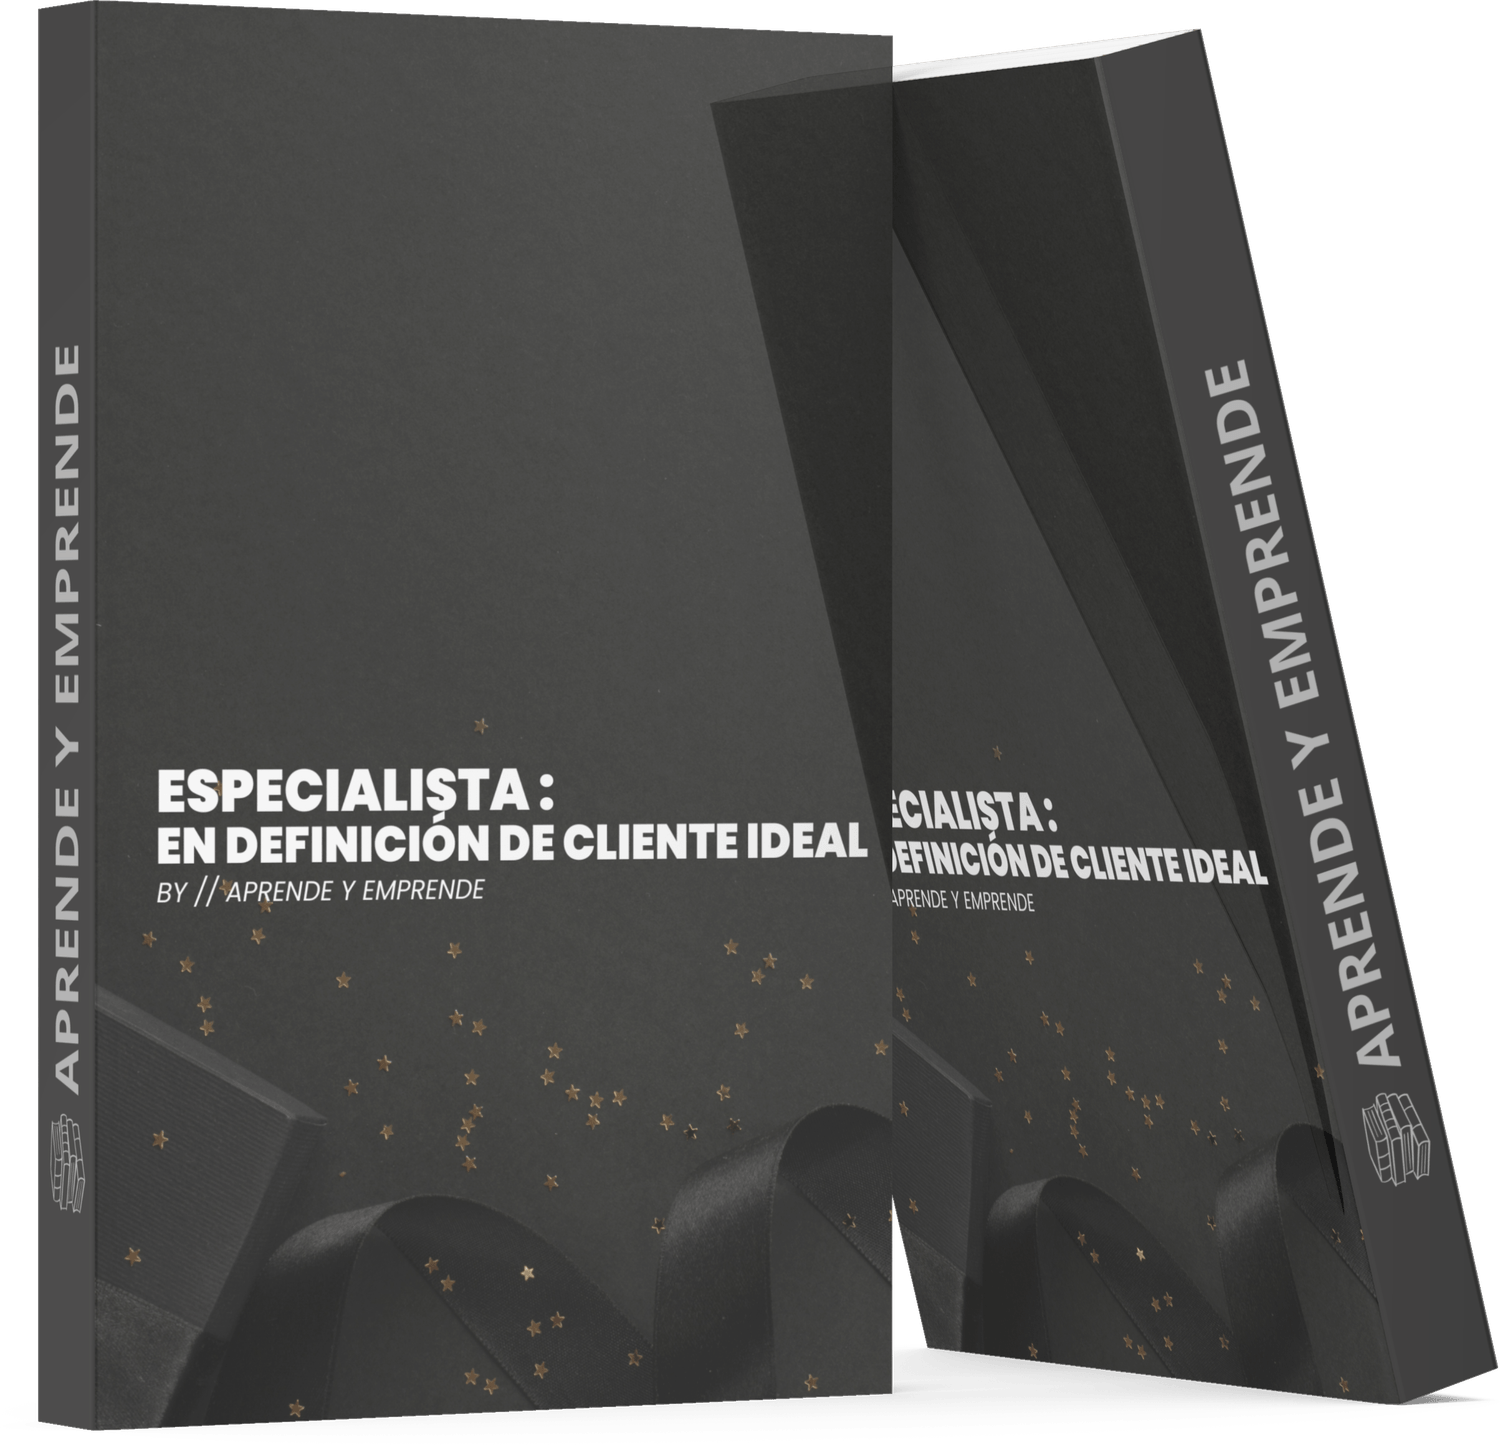 APRENDE Y EMPRENDE
ESPECIALISTA :
EN DEFINICIÓN DE CLIENTE IDEAL
BY // APRENDE Y EMPRENDE
ECIALISTA :
DEFINICIÓN DE CLIENTE IDEAL
APRENDE Y EMPRENDE
APRENDE Y EMPRENDE